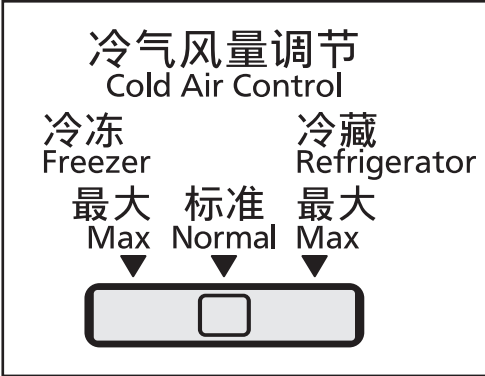 冷气风量调节
Cold Air Control
冷冻 冷藏
Freezer Refrigerator
最大 标准 最大
Max Normal Max